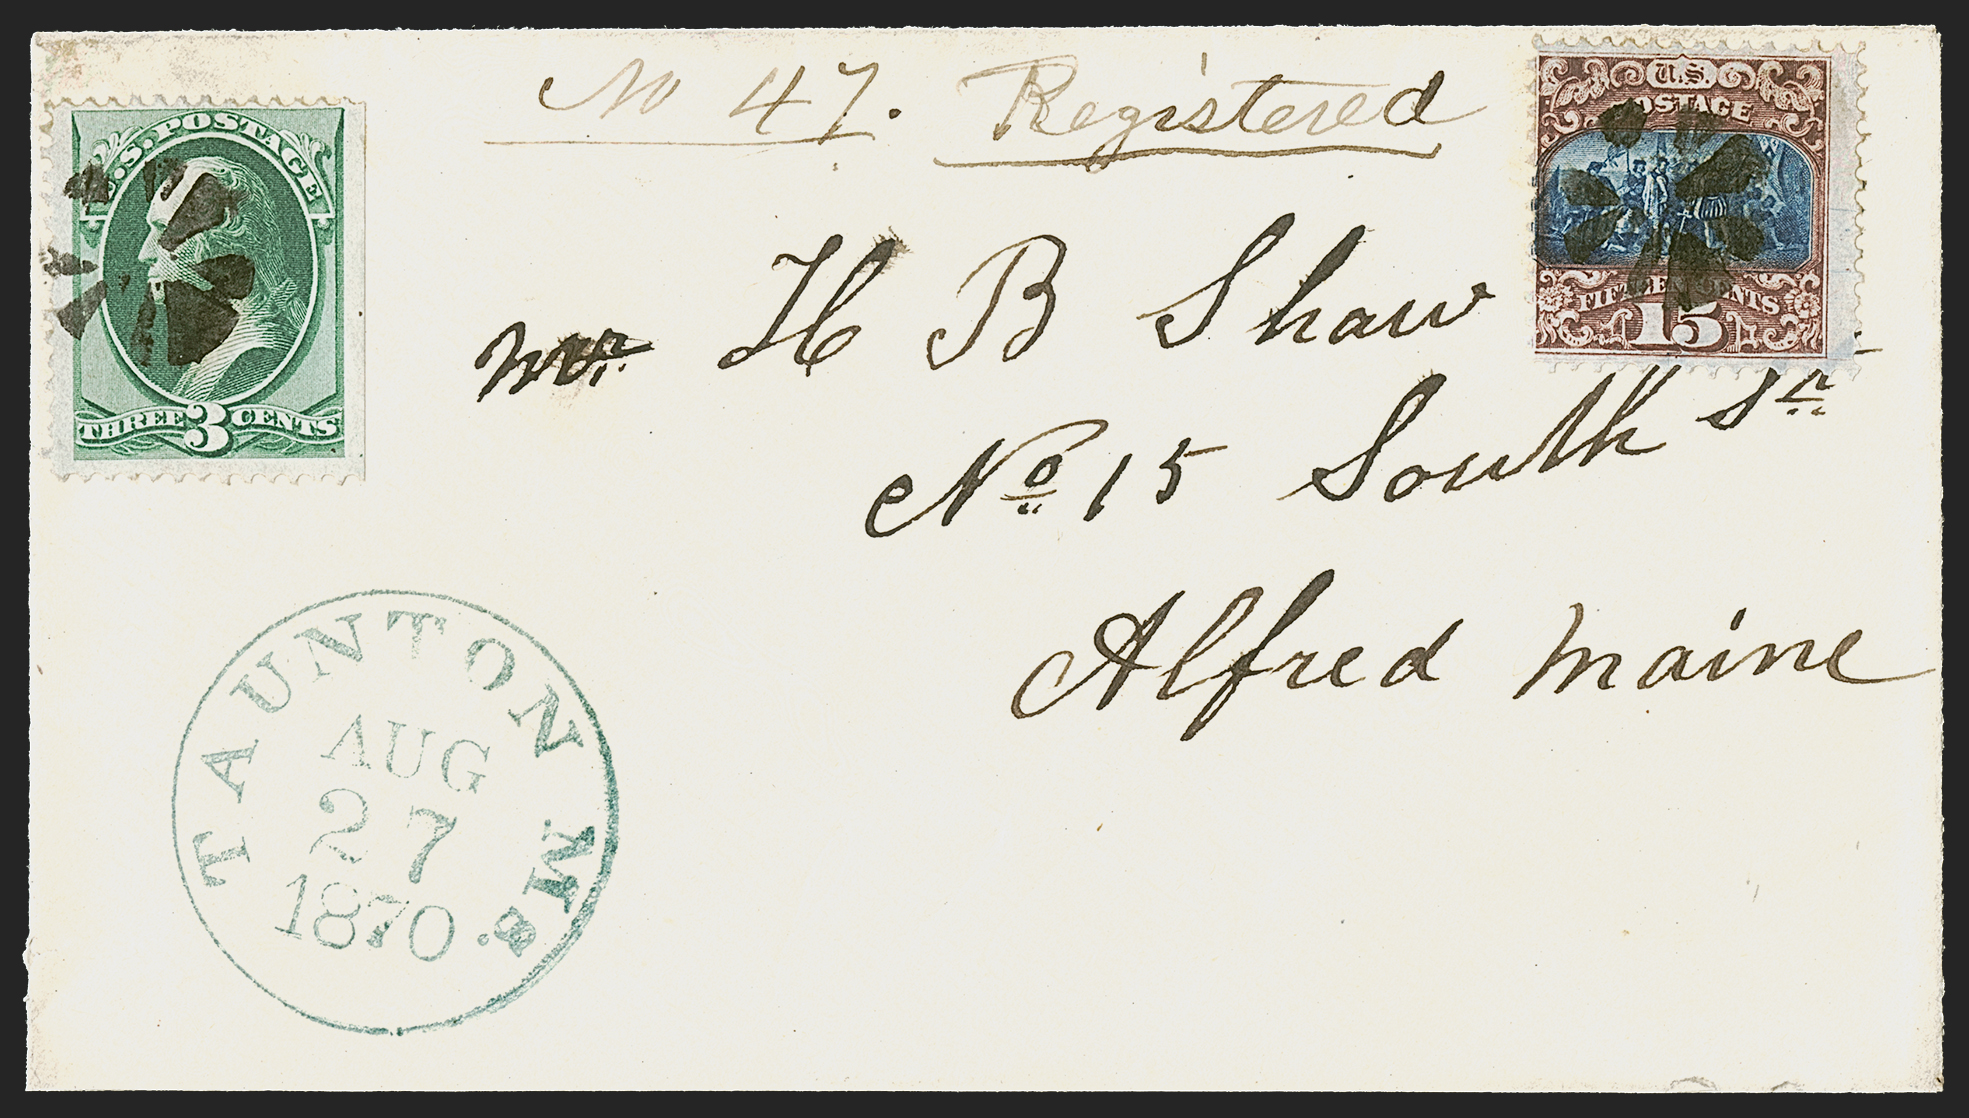 No 47. Registered
U.S. POSTAGE
THREE 3 CENTS
U.S.
POSTAGE
FIFTEEN CENTS
15
Mr. H B Shaw
No 15 South St
Alfred Maine
TAUNTON Ms.
AUG
27
1870